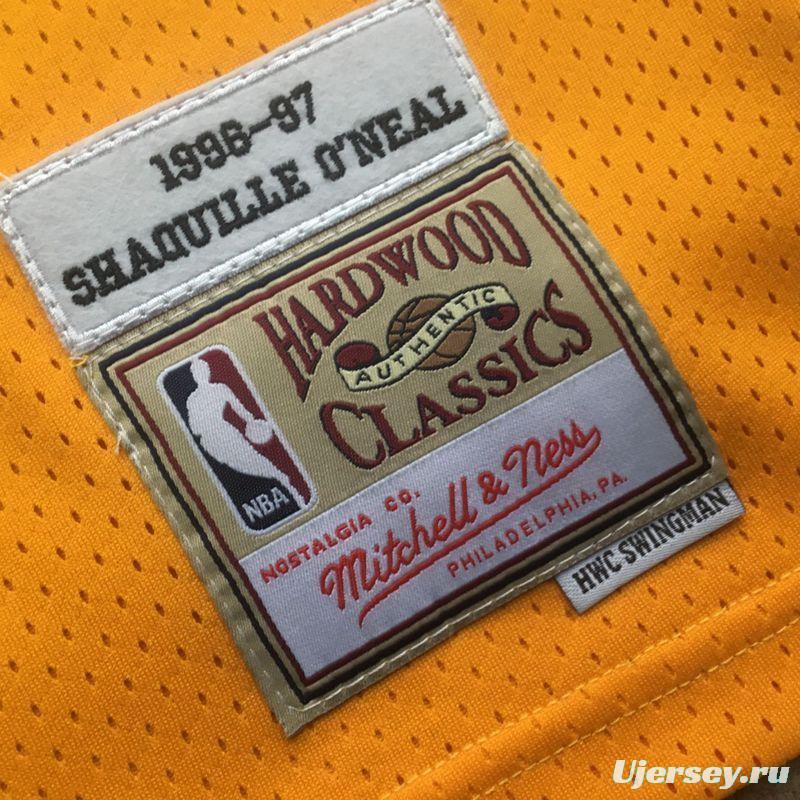 1996-97
SHAQUILLE O'NEAL
HARDWOOD
AUTHENTIC
CLASSICS
NBA
NOSTALGIA CO.
Mitchell & Ness
PHILADELPHIA, PA.
HWC SWINGMAN
Ujersey.ru